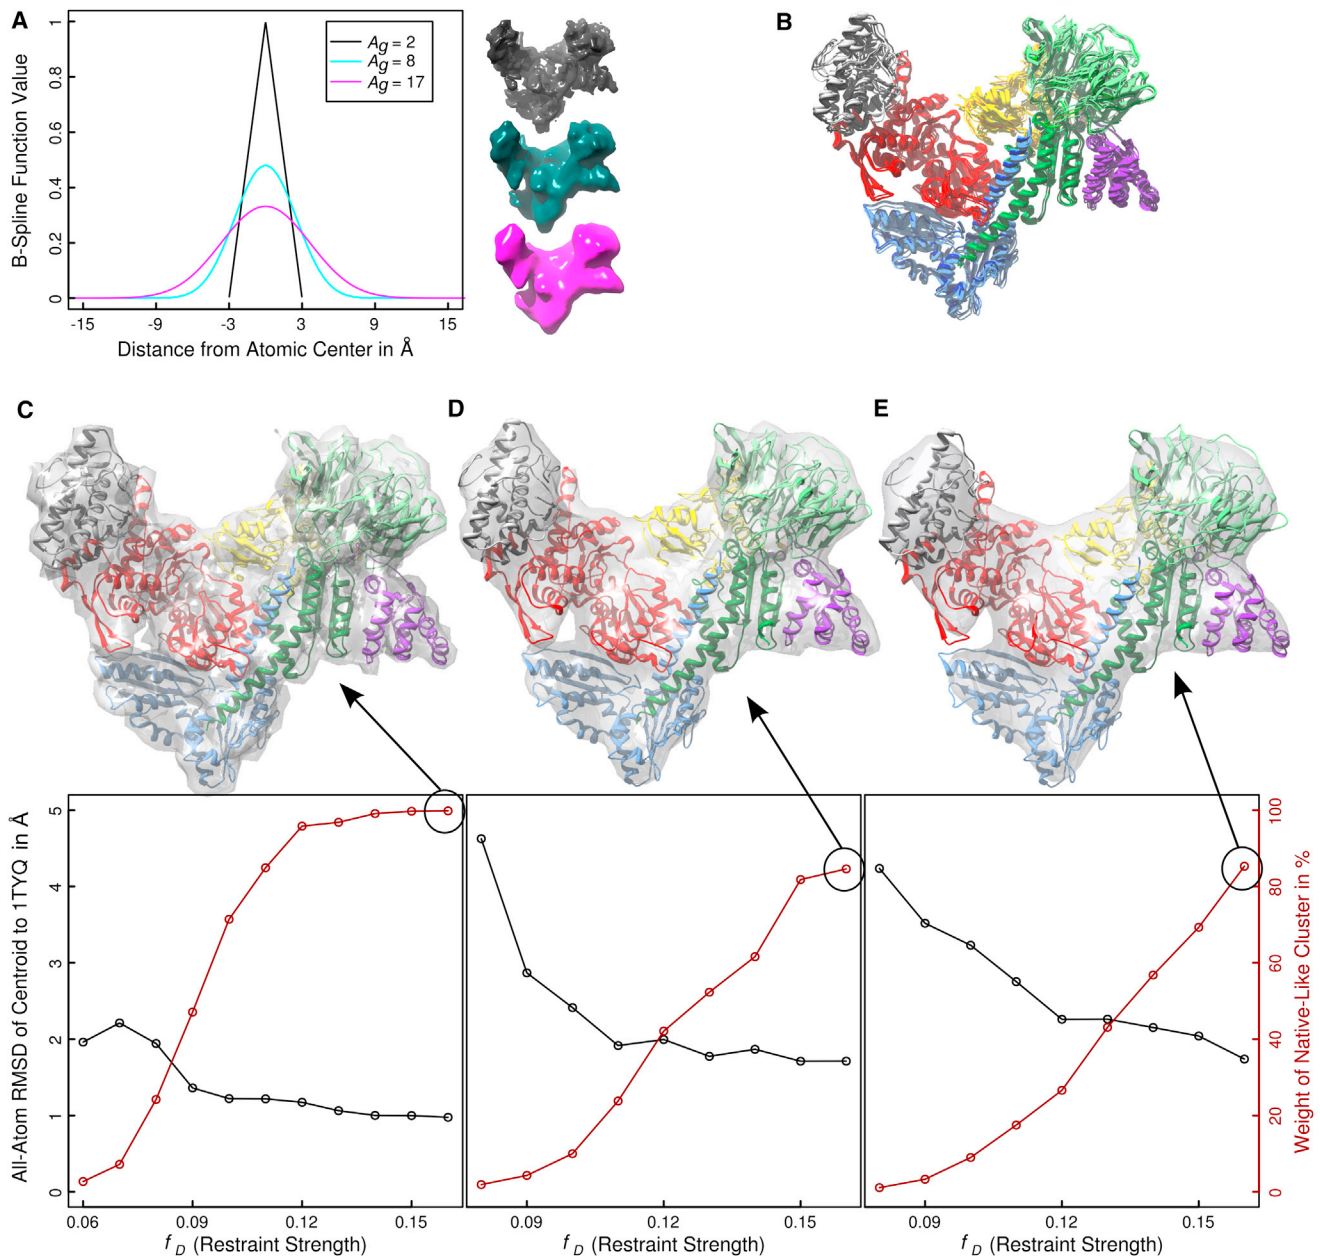 A
B
B-Spline Function Value
0
0.2
0.4
0.6
0.8
1
Ag = 2
Ag = 8
Ag = 17
-15 -9 -3 3 9 15
Distance from Atomic Center in Å
C
D
E
All-Atom RMSD of Centroid to 1TYQ in Å
0
1
2
3
4
5
0.06 0.09 0.12 0.15
f D (Restraint Strength)
0.09 0.12 0.15
f D (Restraint Strength)
0.09 0.12 0.15
f D (Restraint Strength)
0
20
40
60
80
100
Weight of Native-Like Cluster in %